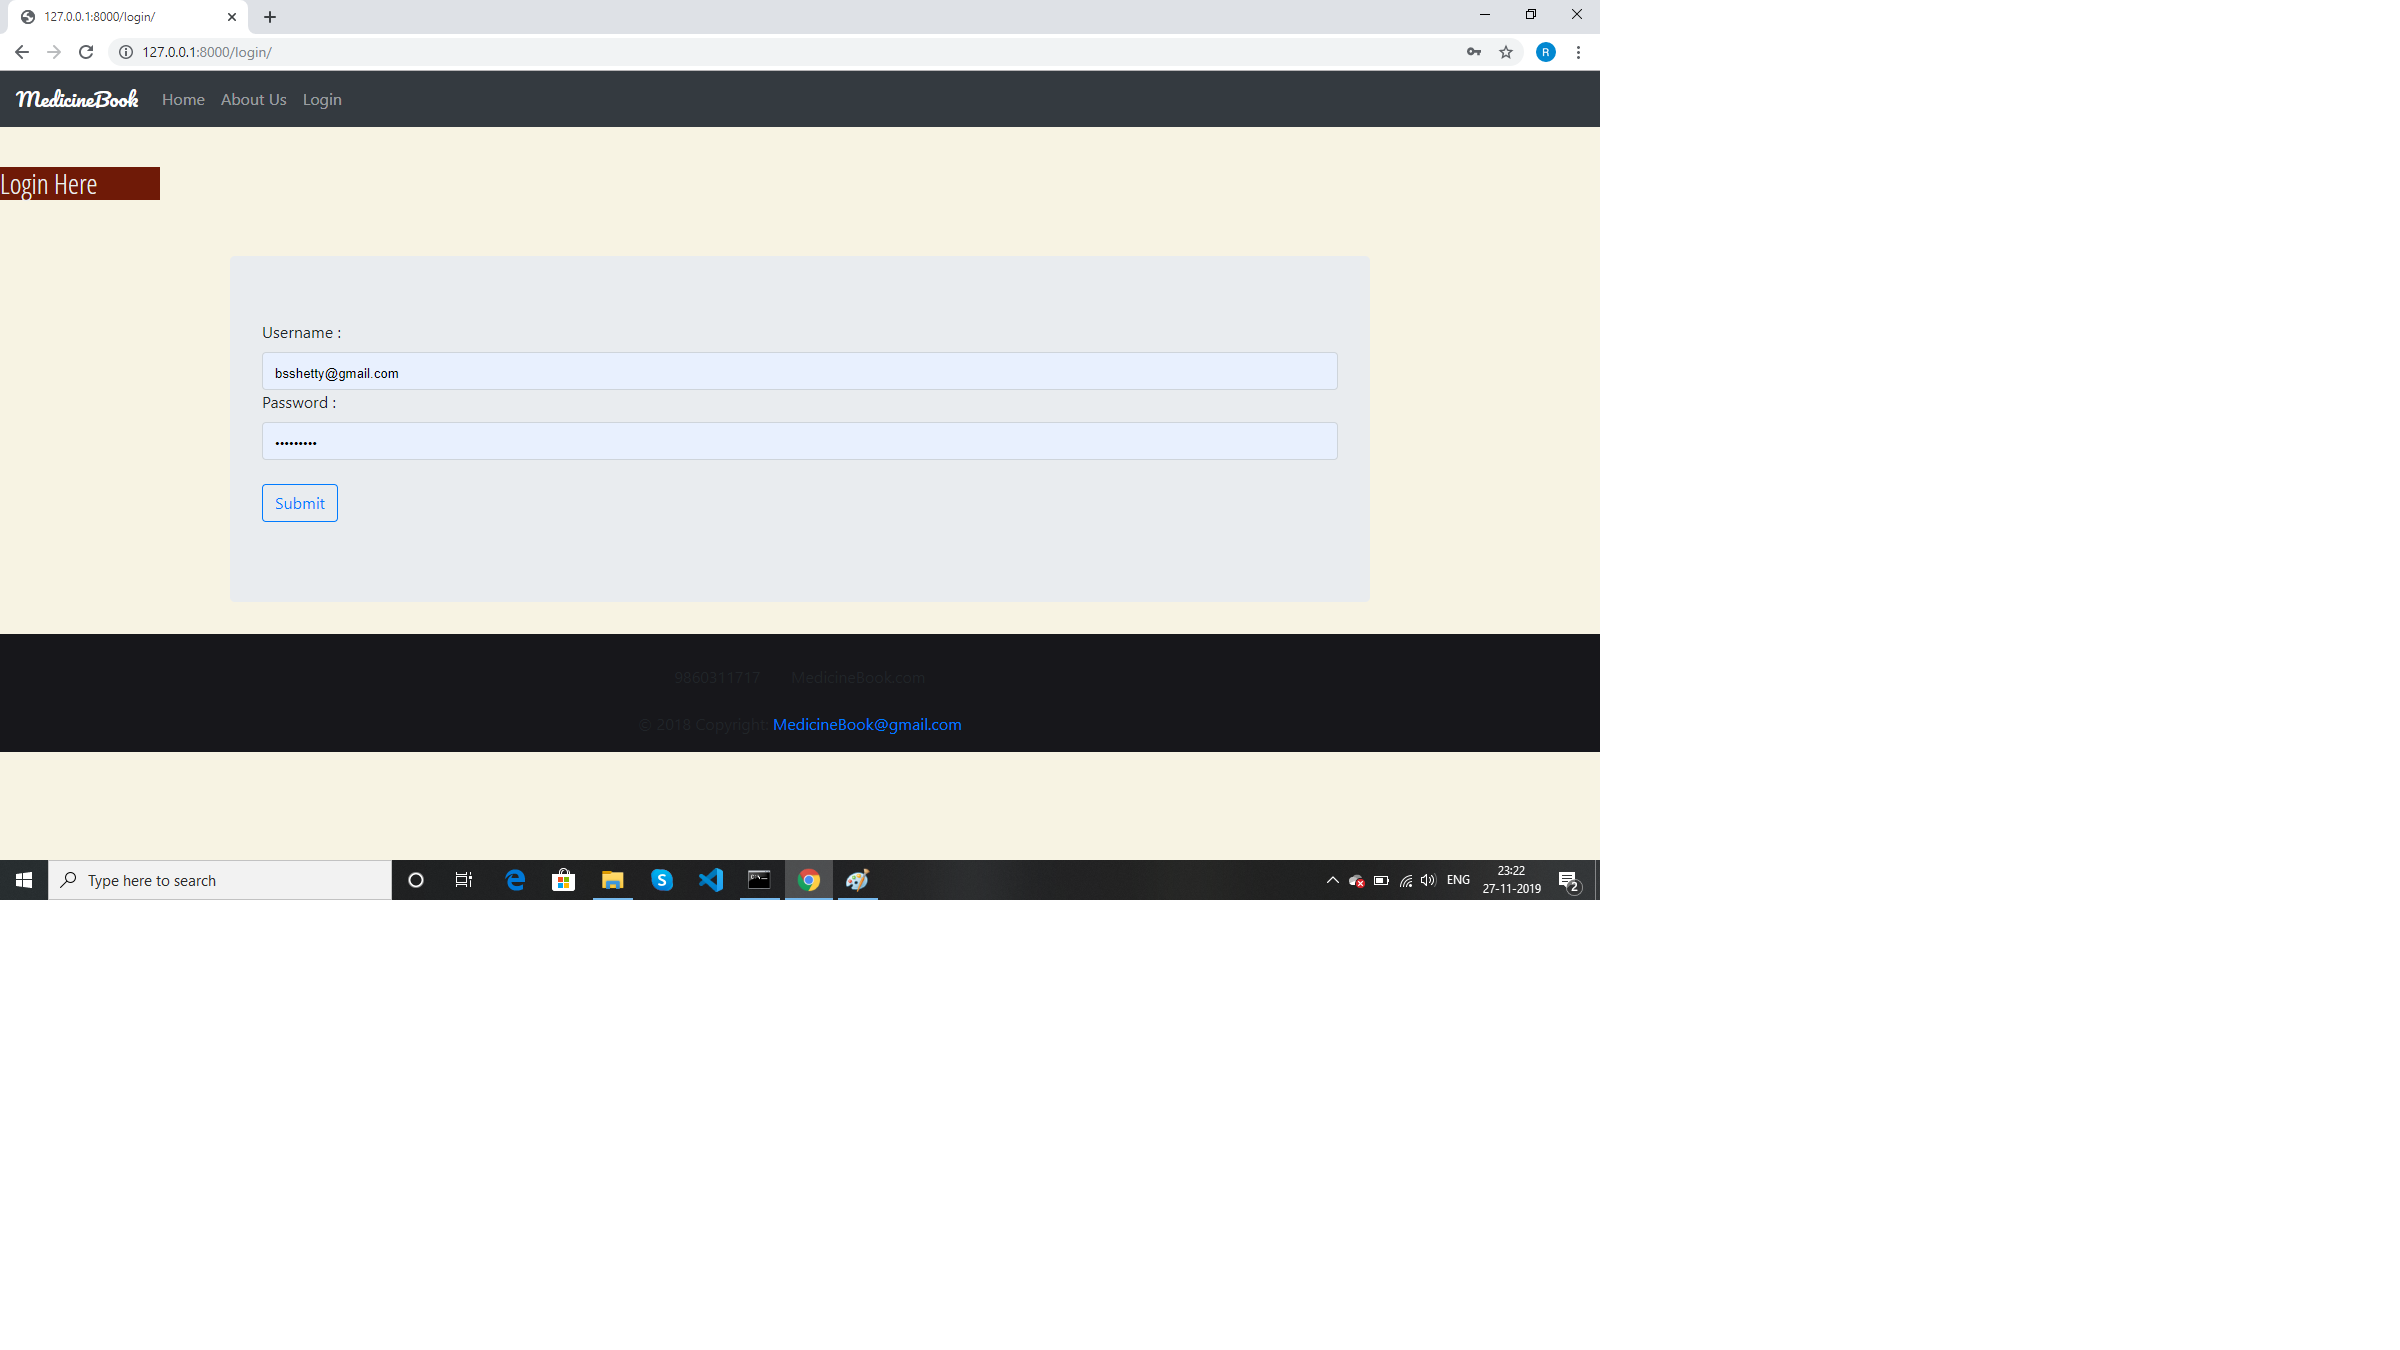 127.0.0.1:8000/login/
127.0.0.1:8000/login/
R
MedicineBook Home About Us Login
Login Here
Username :
bsshetty@gmail.com
Password :
Submit
9860311717 MedicineBook.com
© 2018 Copyright: MedicineBook@gmail.com
Type here to search
ENG
23:22
27-11-2019
2